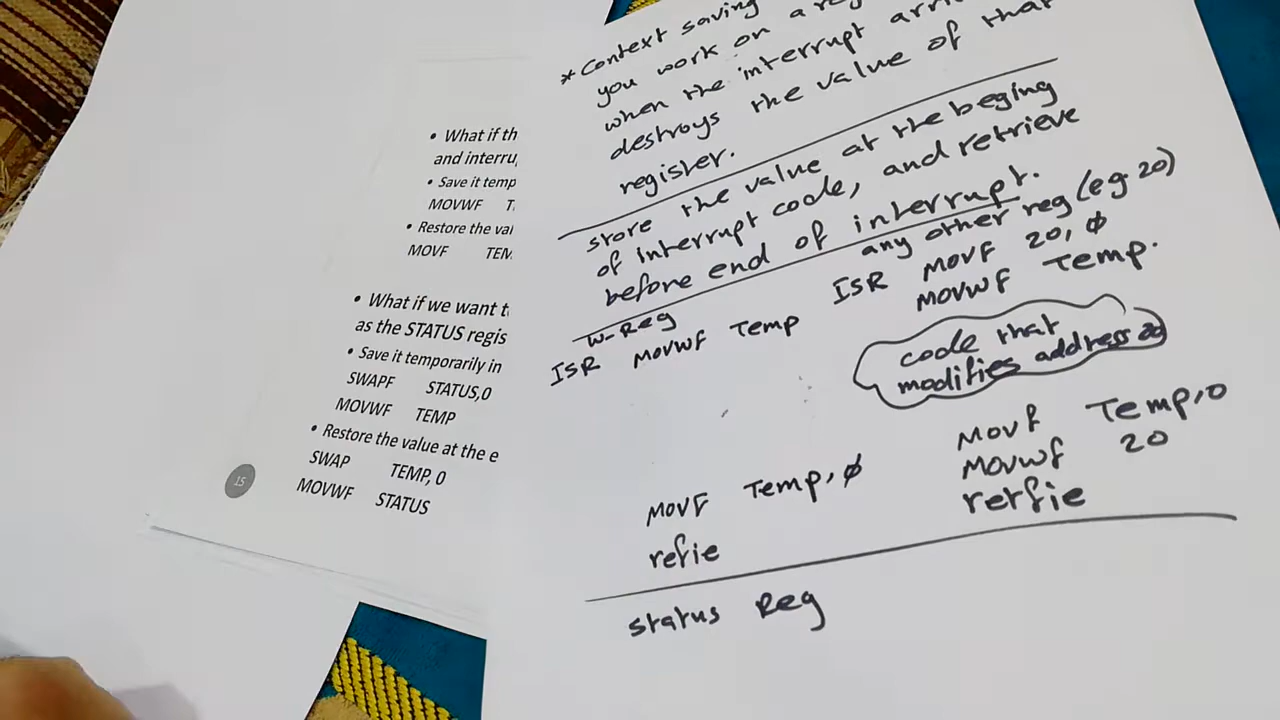 • What if th
and interru
• Save it temp
MOVWF T
• Restore the val
MOVF TEM
• What if we want t
as the STATUS regis
• Save it temporarily in
SWAPF STATUS,0
MOVWF TEMP
• Restore the value at the e
SWAP TEMP, 0
MOVWF STATUS
15
*Context saving
you work on a reg
when the interrupt arri
destroys the value of that
register.
store the value at the beging
of interrupt code, and retrieve
before end of interrupt.
W-Reg
ISR MOVWF Temp
MOVF Temp,0
refie
any other reg (eg. 20)
ISR MOVF 20,0
MOVWF Temp.
code that
modifies address 20
MOVF Temp,0
MOVWF 20
retfie
status Reg